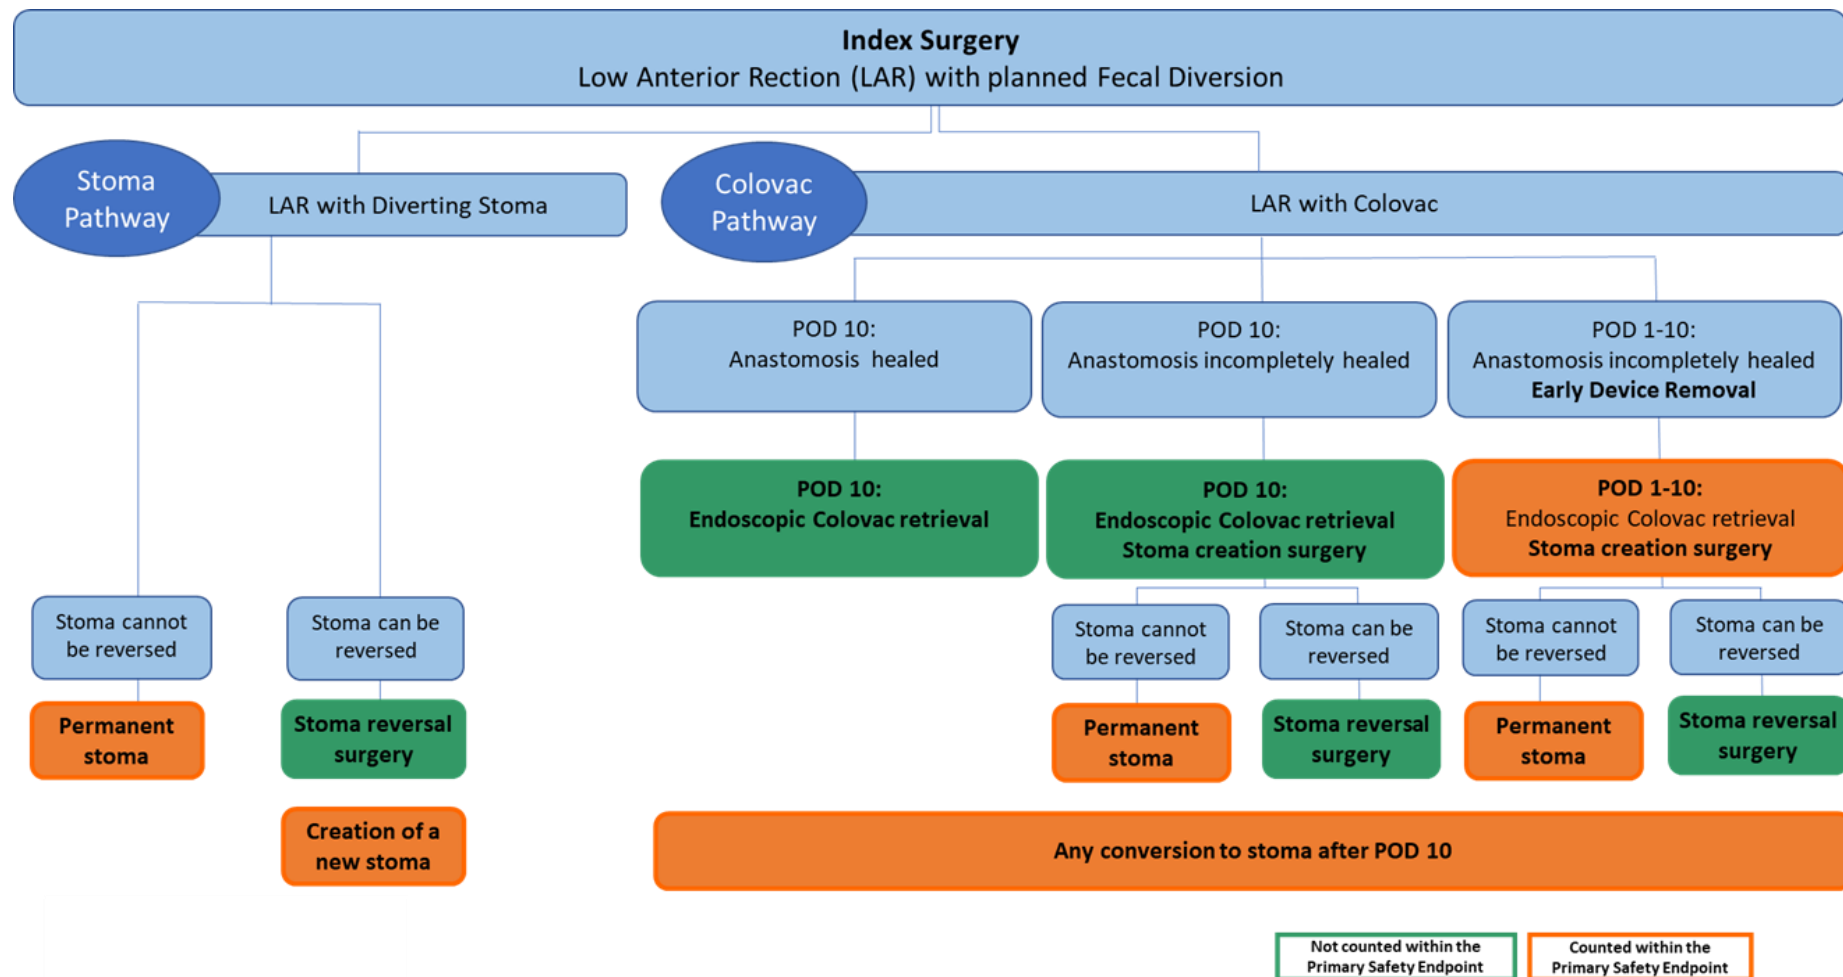 Index Surgery
Low Anterior Rection (LAR) with planned Fecal Diversion
Stoma
Pathway
LAR with Diverting Stoma
Colovac
Pathway
LAR with Colovac
POD 10:
Anastomosis healed
POD 10:
Anastomosis incompletely healed
POD 1-10:
Anastomosis incompletely healed
Early Device Removal
POD 10:
Endoscopic Colovac retrieval
POD 10:
Endoscopic Colovac retrieval
Stoma creation surgery
POD 1-10:
Endoscopic Colovac retrieval
Stoma creation surgery
Stoma cannot
be reversed
Stoma can be
reversed
Stoma cannot
be reversed
Stoma can be
reversed
Stoma cannot
be reversed
Stoma can be
reversed
Permanent
stoma
Stoma reversal
surgery
Permanent
stoma
Stoma reversal
surgery
Permanent
stoma
Stoma reversal
surgery
Creation of a
new stoma
Any conversion to stoma after POD 10
Not counted within the
Primary Safety Endpoint
Counted within the
Primary Safety Endpoint